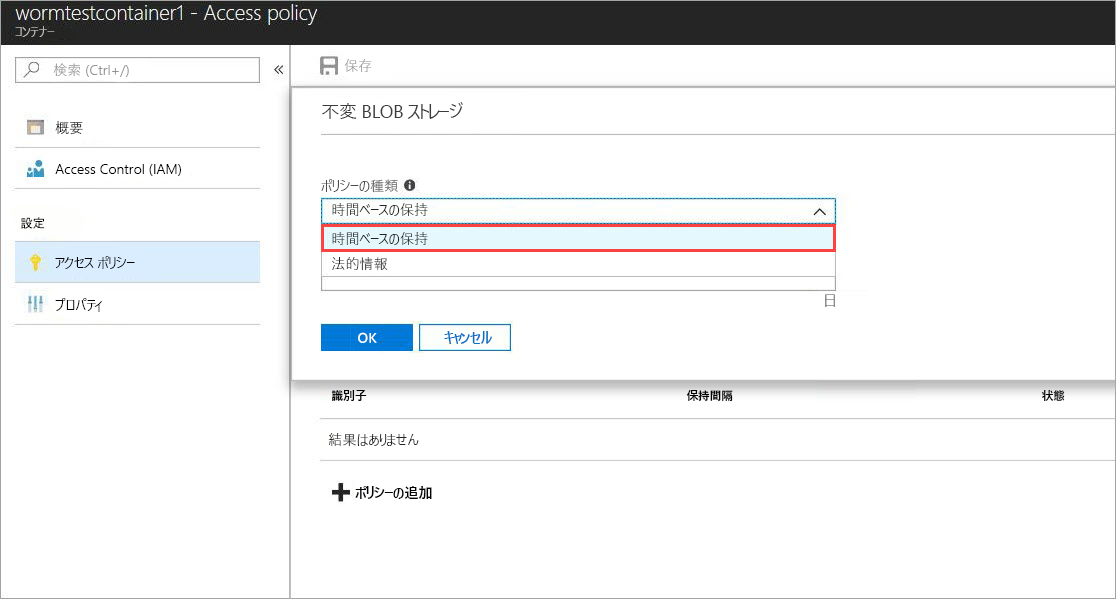 wormtestcontainer1 - Access policy
コンテナー
検索 (Ctrl+/)
«
保存
概要
Access Control (IAM)
設定
アクセス ポリシー
プロパティ
不変 BLOB ストレージ
ポリシーの種類
時間ベースの保持
時間ベースの保持
法的情報
日
OK キャンセル
識別子 保持間隔 状態
結果はありません
ポリシーの追加